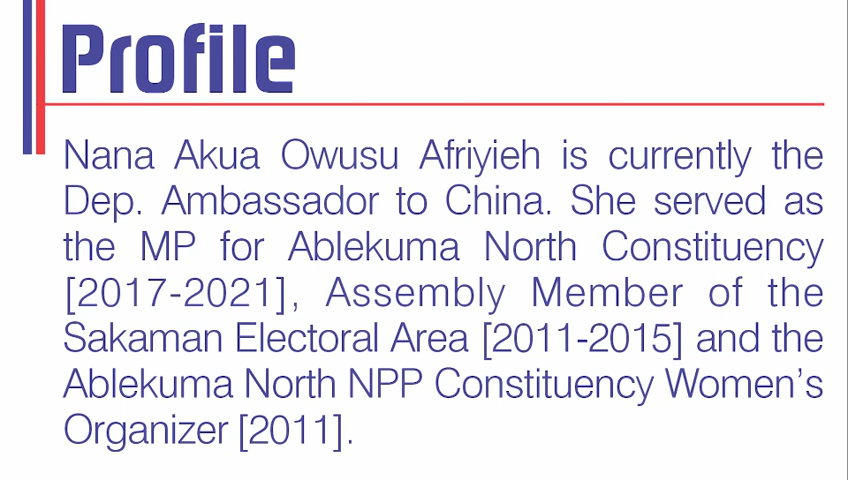 Profile
Nana Akua Owusu Afriyieh is currently the
Dep. Ambassador to China. She served as
the MP for Ablekuma North Constituency
[2017-2021], Assembly Member of the
Sakaman Electoral Area [2011-2015] and the
Ablekuma North NPP Constituency Women's
Organizer [2011].